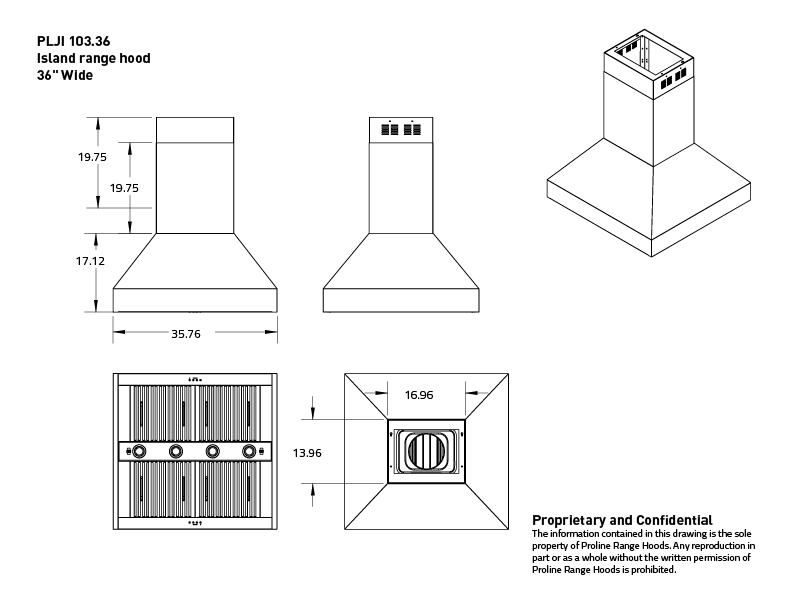 PLJI 103.36
Island range hood
36" Wide
19.75
19.75
17.12
35.76
16.96
13.96
Proprietary and Confidential
The information contained in this drawing is the sole
property of Proline Range Hoods. Any reproduction in
part or as a whole without the written permission of
Proline Range Hoods is prohibited.